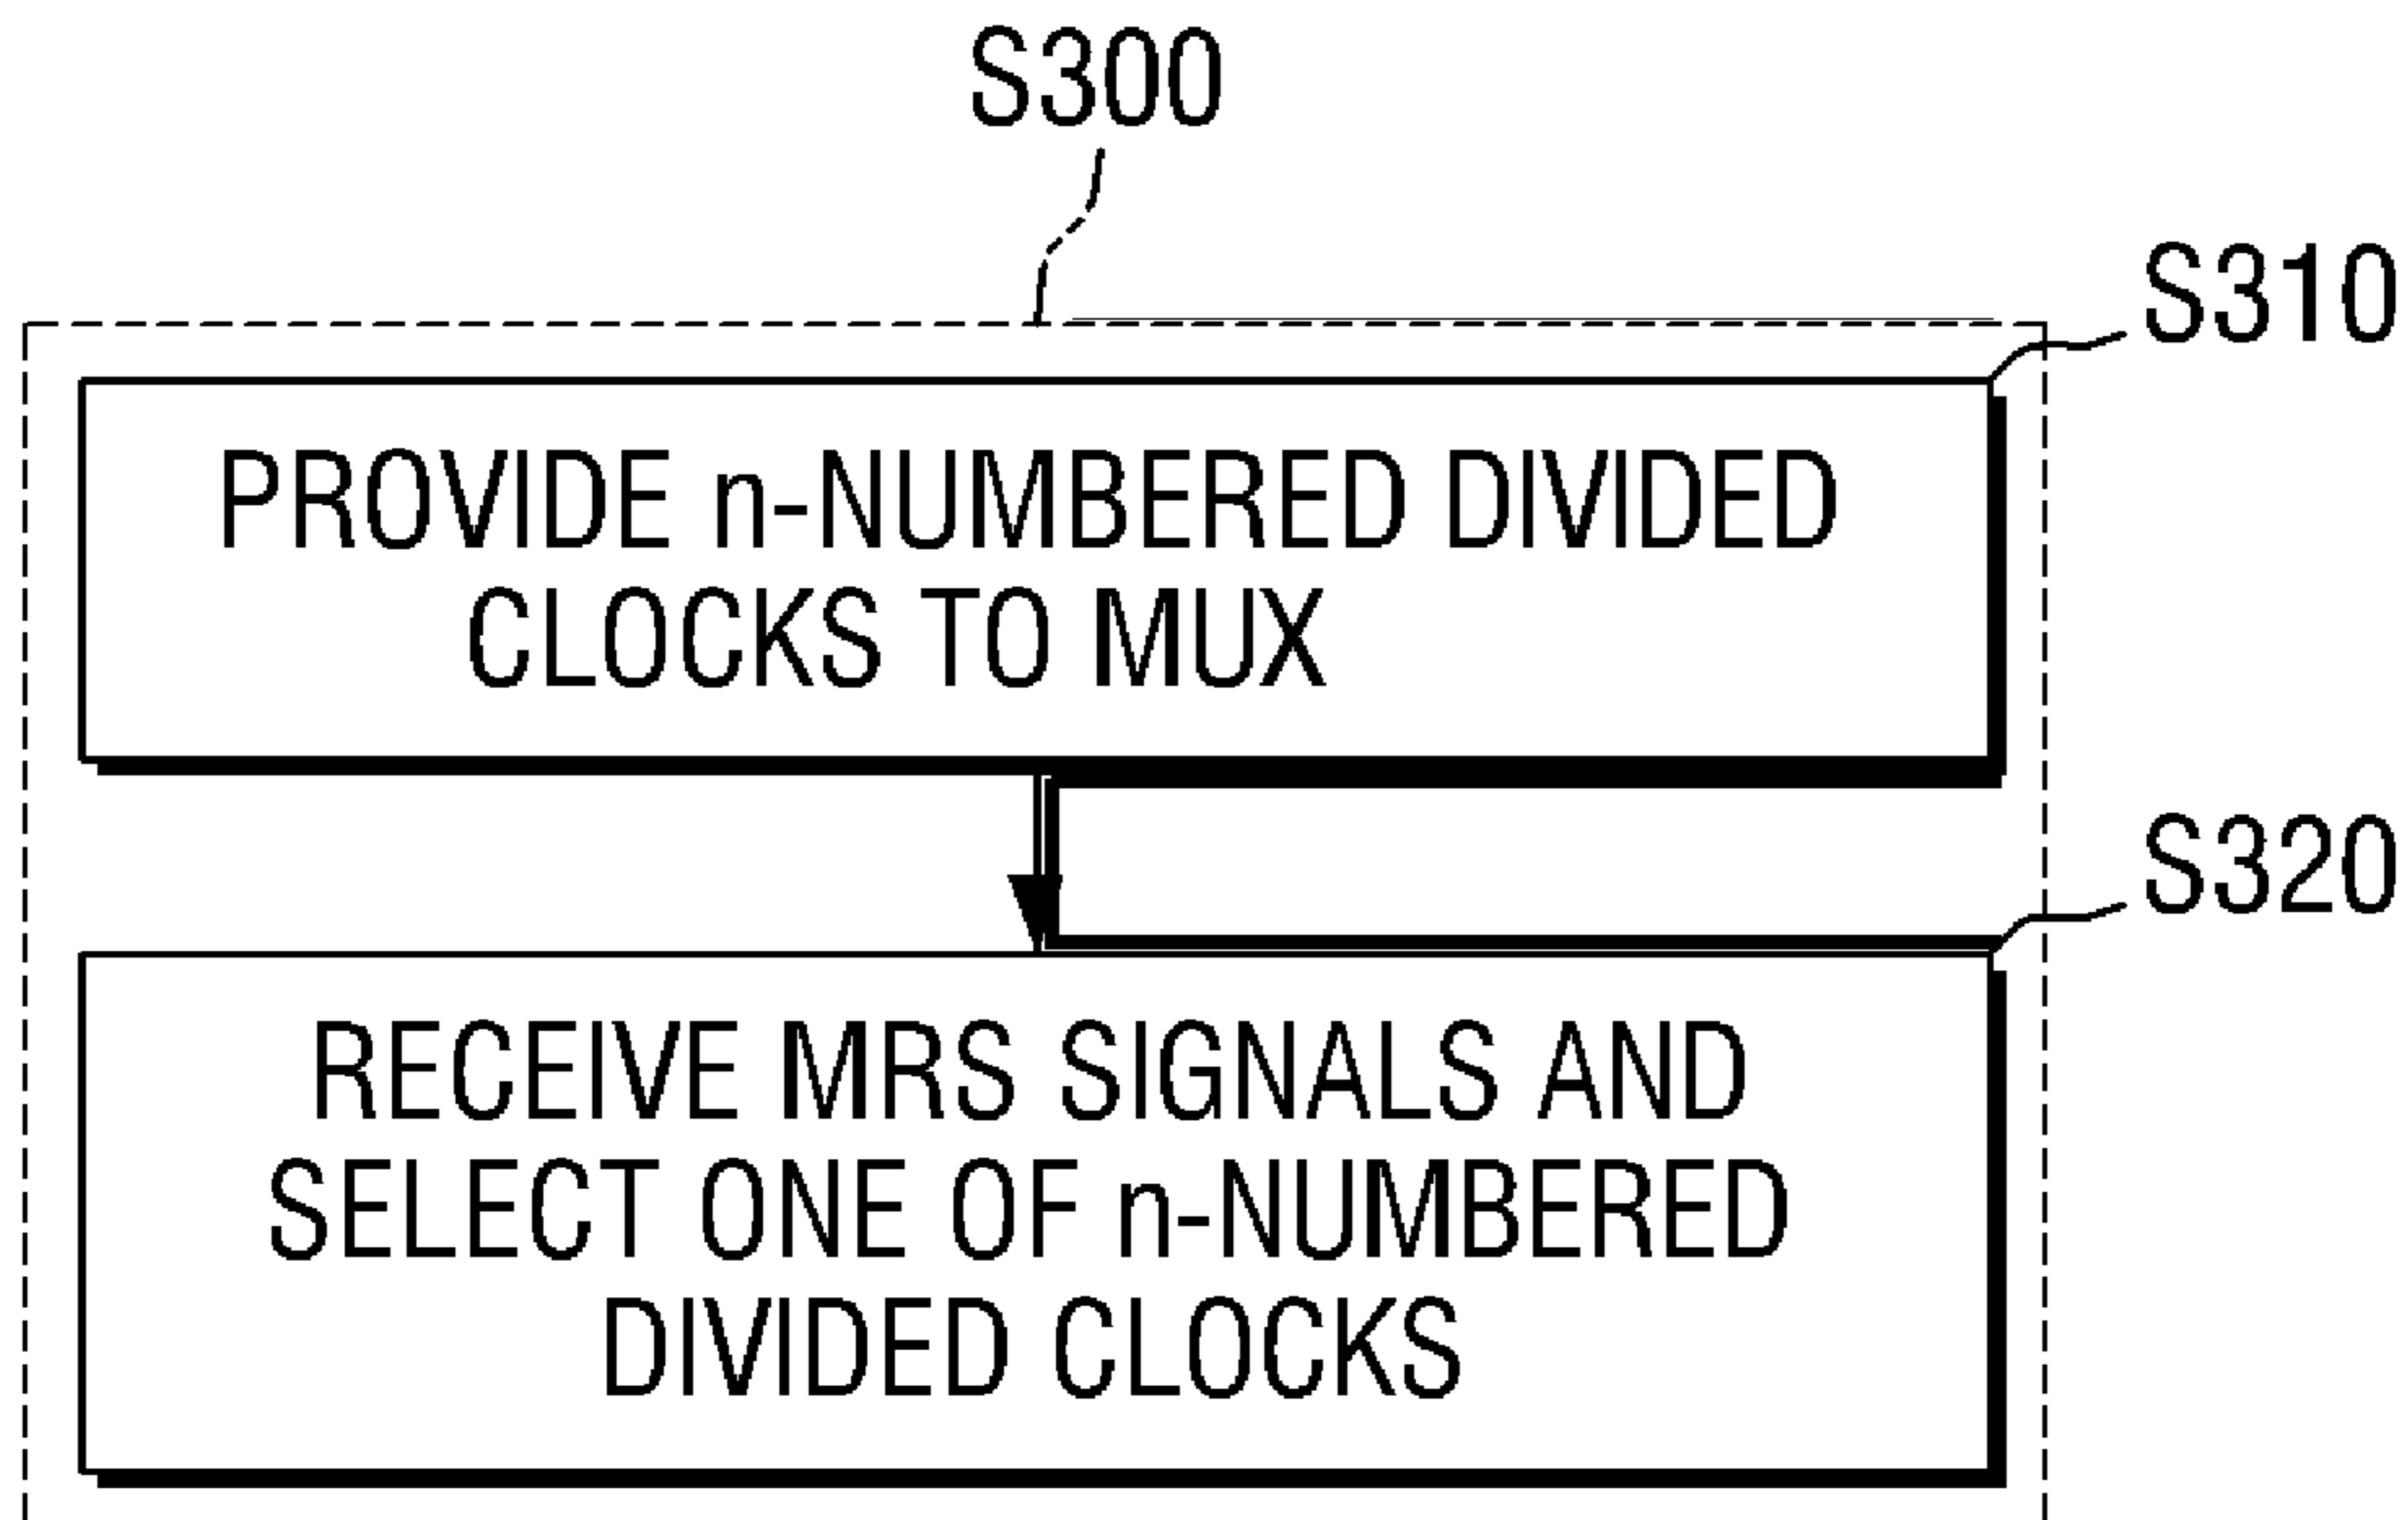 S300
S310
PROVIDE n-NUMBERED DIVIDED
CLOCKS TO MUX
S320
RECEIVE MRS SIGNALS AND
SELECT ONE OF n-NUMBERED
DIVIDED CLOCKS